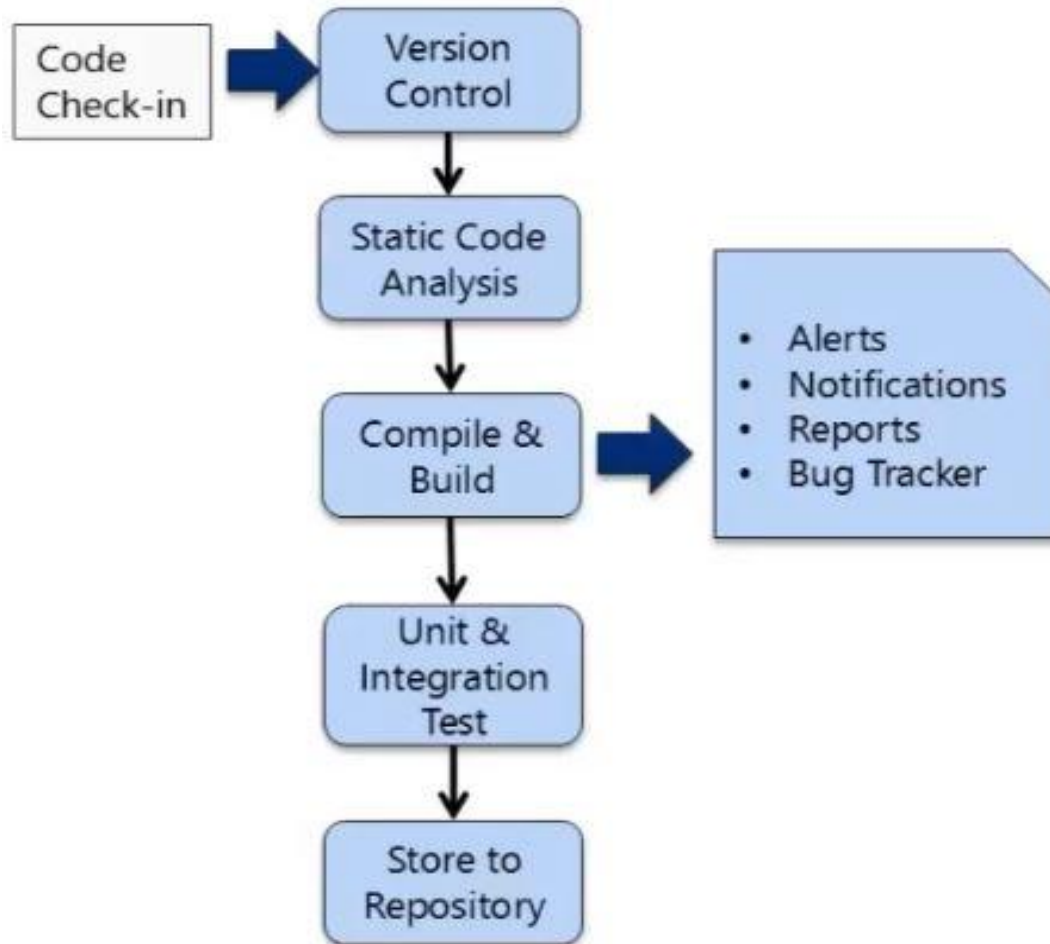 Code
Check-in
Version
Control
Static Code
Analysis
Compile &
Build
• Alerts
• Notifications
• Reports
• Bug Tracker
Unit &
Integration
Test
Store to
Repository